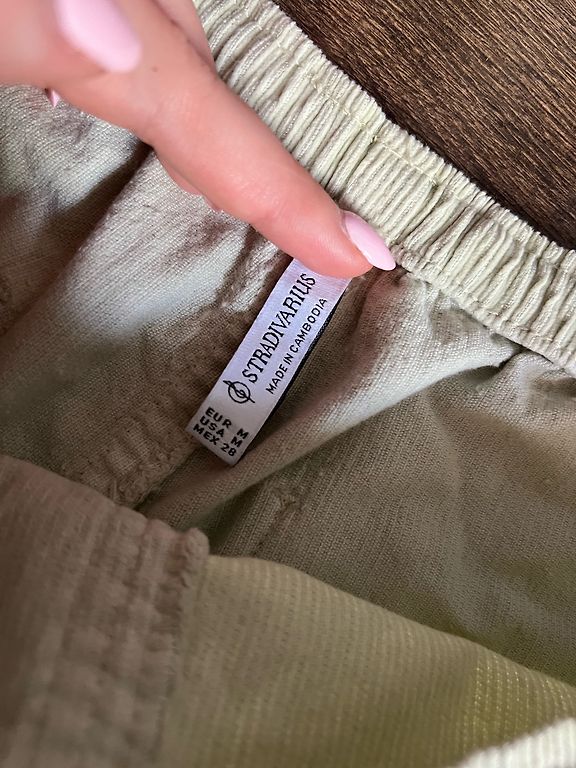 STRADIVARIUS
MADE IN CAMBODIA
EUR M
USA M
MEX 28